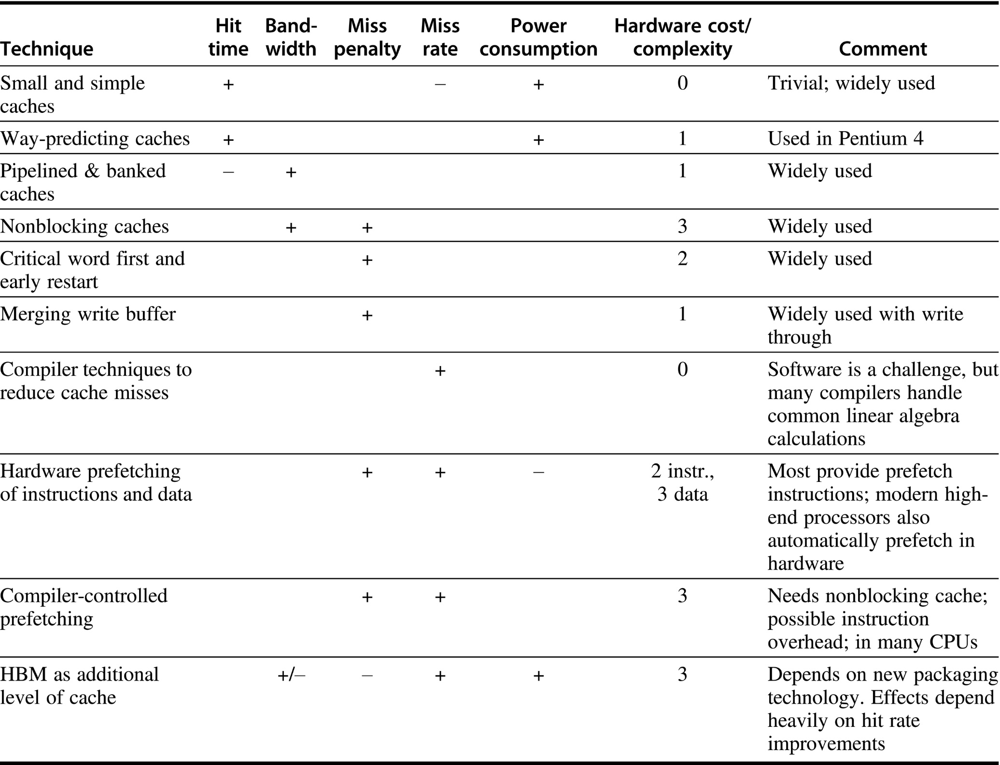 Technique Hit time Band-width Miss penalty Miss rate Power consumption Hardware cost/complexity Comment
Small and simple + – + 0 Trivial; widely used
caches
Way-predicting caches + + 1 Used in Pentium 4
Pipelined & banked – + 1 Widely used
caches
Nonblocking caches + + 3 Widely used
Critical word first and + 2 Widely used
early restart
Merging write buffer + 1 Widely used with write
through
Compiler techniques to + 0 Software is a challenge, but
reduce cache misses many compilers handle
common linear algebra
calculations
Hardware prefetching + + – 2 instr., Most provide prefetch
of instructions and data 3 data instructions; modern high-
end processors also
automatically prefetch in
hardware
Compiler-controlled + + 3 Needs nonblocking cache;
prefetching possible instruction
overhead; in many CPUs
HBM as additional +/– – + + 3 Depends on new packaging
level of cache technology. Effects depend
heavily on hit rate
improvements